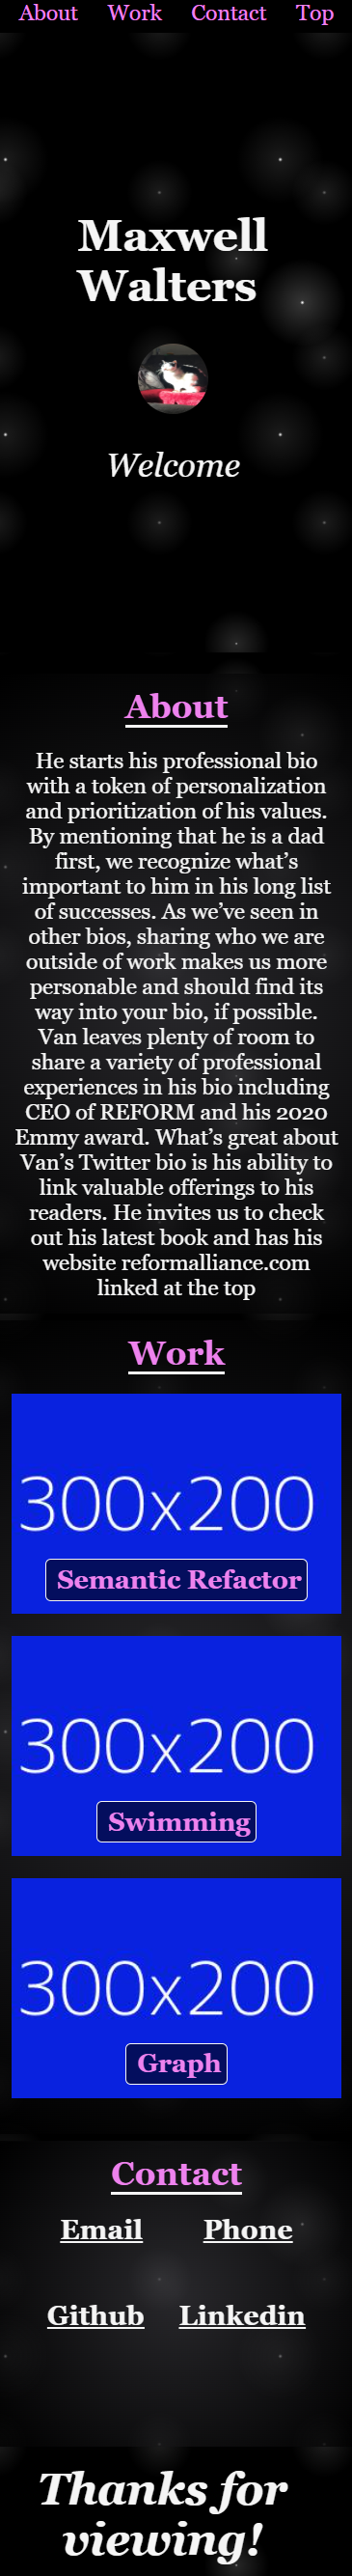 About Work Contact Top
Maxwell
Walters
Welcome
About
He starts his professional bio
with a token of personalization
and prioritization of his values.
By mentioning that he is a dad
first, we recognize what’s
important to him in his long list
of successes. As we’ve seen in
other bios, sharing who we are
outside of work makes us more
personable and should find its
way into your bio, if possible.
Van leaves plenty of room to
share a variety of professional
experiences in his bio including
CEO of REFORM and his 2020
Emmy award. What’s great about
Van’s Twitter bio is his ability to
link valuable offerings to his
readers. He invites us to check
out his latest book and has his
website reformalliance.com
linked at the top
Work
300x200
Semantic Refactor
300x200
Swimming
300x200
Graph
Contact
Email Phone
Github Linkedin
Thanks for
viewing!